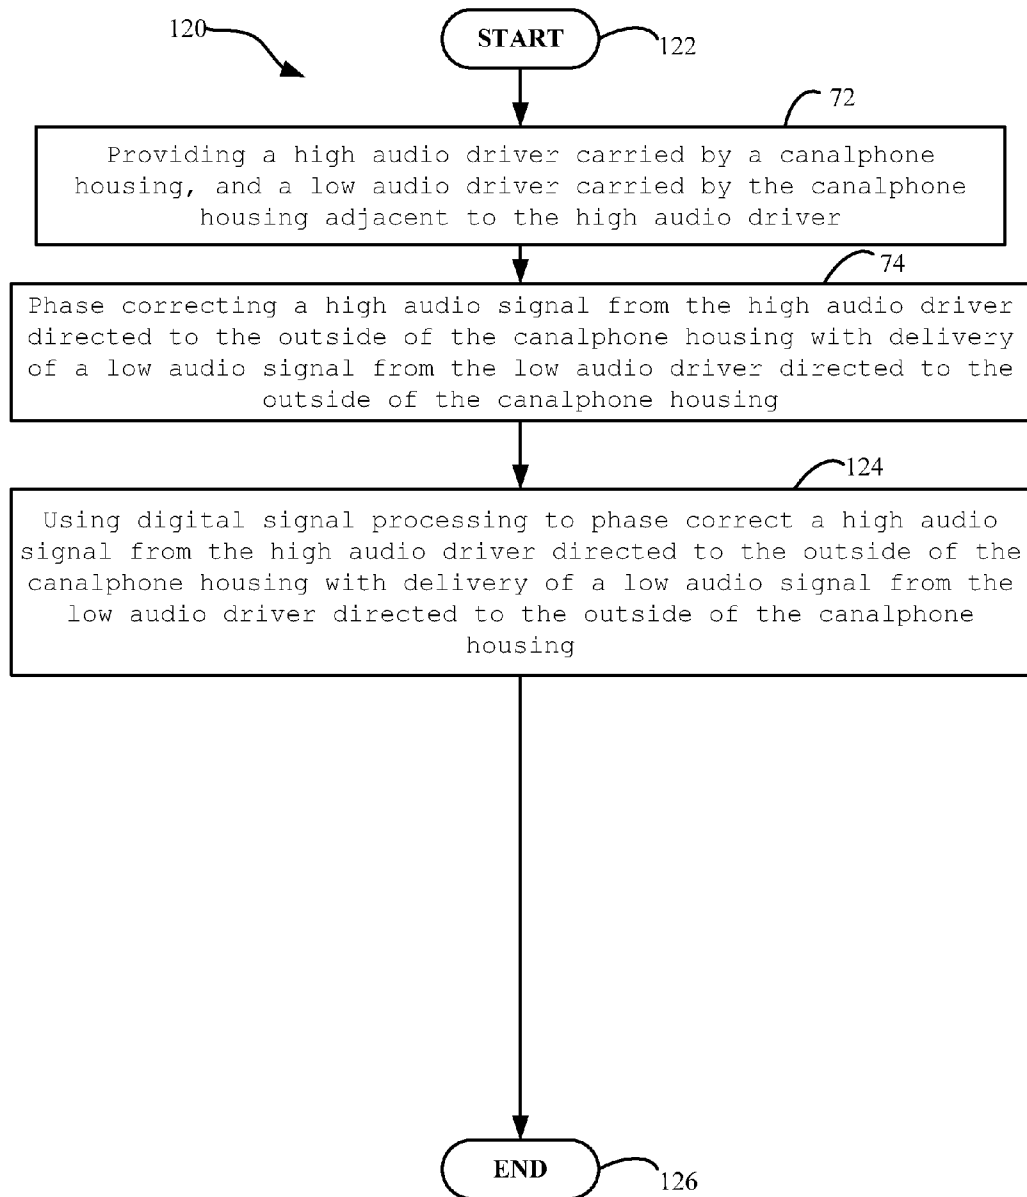 120
START
122
72
Providing a high audio driver carried by a canalphone
housing, and a low audio driver carried by the canalphone
housing adjacent to the high audio driver
74
Phase correcting a high audio signal from the high audio driver
directed to the outside of the canalphone housing with delivery
of a low audio signal from the low audio driver directed to the
outside of the canalphone housing
124
Using digital signal processing to phase correct a high audio
signal from the high audio driver directed to the outside of the
canalphone housing with delivery of a low audio signal from the
low audio driver directed to the outside of the canalphone
housing
END
126